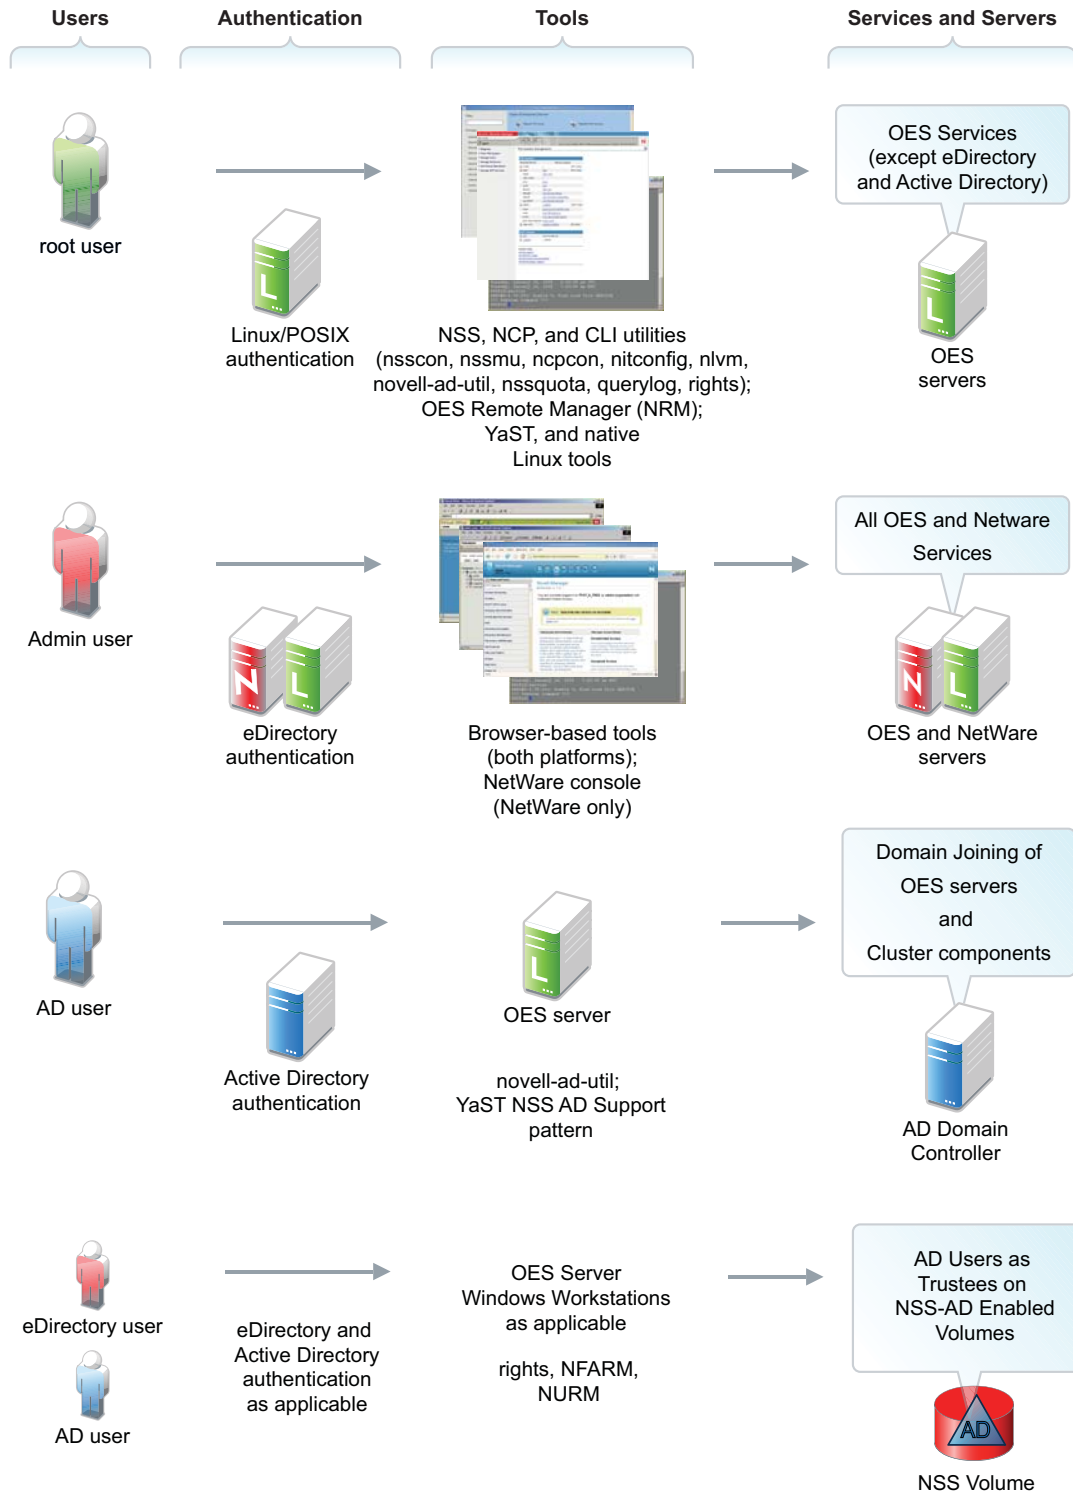 Users
Authentication
Tools
Services and Servers
root user
Linux/POSIX
authentication
NSS, NCP, and CLI utilities
(nsscon, nssmu, ncpcon, nitconfig, nlvm,
novell-ad-util, nssquota, querylog, rights);
OES Remote Manager (NRM);
YaST, and native
Linux tools
OES Services
(except eDirectory
and Active Directory)
L
L
OES
servers
Admin user
N
L
eDirectory
authentication
Browser-based tools
(both platforms);
NetWare console
(NetWare only)
All OES and Netware
Services
N
L
OES and NetWare
servers
AD user
Active Directory
authentication
L
OES server
novell-ad-util;
YaST NSS AD Support
pattern
Domain Joining of
OES servers
and
Cluster components
AD Domain
Controller
eDirectory user
AD user
eDirectory and
Active Directory
authentication
as applicable
OES Server
Windows Workstations
as applicable
rights, NFARM,
NURM
AD Users as
Trustees on
NSS-AD Enabled
Volumes
AD
NSS Volume